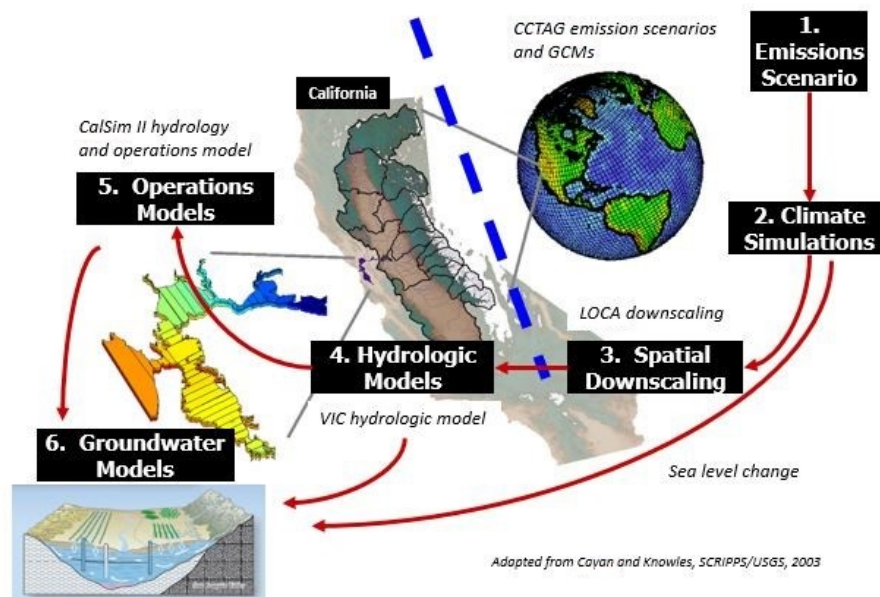 CCTAG emission scenarios
and GCMs
1.
Emissions
Scenario
California
CalSim II hydrology
and operations model
5. Operations
Models
2. Climate
Simulations
LOCA downscaling
4. Hydrologic
Models
3. Spatial
Downscaling
VIC hydrologic model
6. Groundwater
Models
Sea level change
Adapted from Cayan and Knowles, SCRIPPS/USGS, 2003